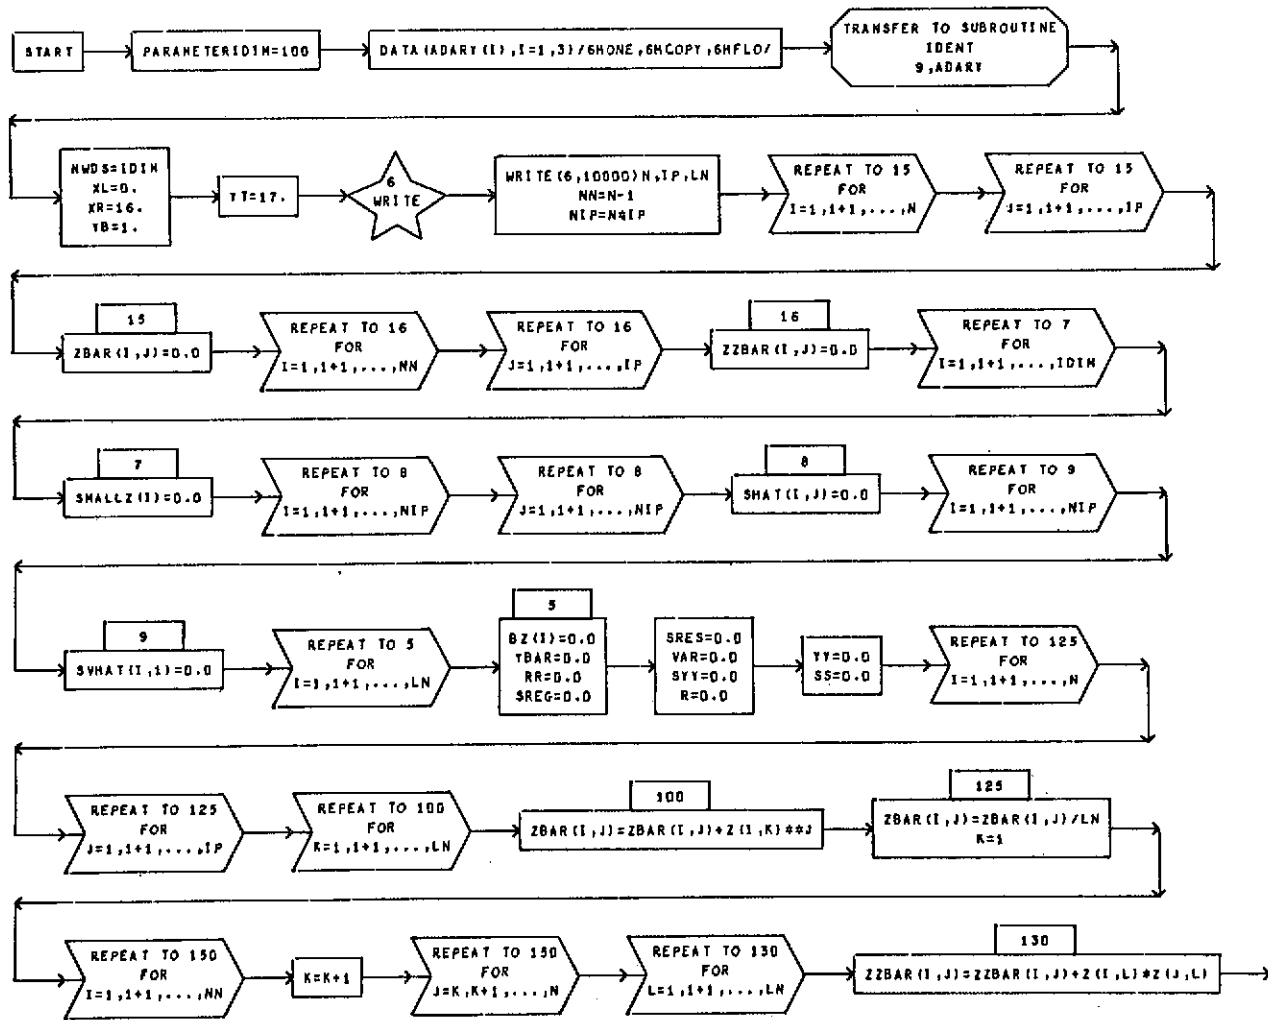 START
PARAMETERIDIM=100
DATA(ADARY(I),I=1,3)/6HONE,6HCOPY,6HFLO/
TRANSFER TO SUBROUTINE
IDENT
9,ADARY
NWDS=IDIM
XL=0.
XR=16.
YB=1.
YT=17.
6
WRITE
WRITE(6,10000)N,IP,LN
NN=N-1
NIP=N*IP
REPEAT TO 15
FOR
I=1,1+1,...,N
REPEAT TO 15
FOR
J=1,1+1,...,IP
15
ZBAR(I,J)=0.0
REPEAT TO 16
FOR
I=1,1+1,...,NN
REPEAT TO 16
FOR
J=1,1+1,...,IP
16
ZZBAR(I,J)=0.0
REPEAT TO 7
FOR
I=1,1+1,...,IDIM
7
SMALLZ(I)=0.0
REPEAT TO 8
FOR
I=1,1+1,...,NIP
REPEAT TO 8
FOR
J=1,1+1,...,NIP
8
SHAT(I,J)=0.0
REPEAT TO 9
FOR
I=1,1+1,...,NIP
9
SYHAT(I,1)=0.0
REPEAT TO 5
FOR
I=1,1+1,...,LN
5
BZ(I)=0.0
YBAR=0.0
RR=0.0
SREG=0.0
SRES=0.0
VAR=0.0
SYY=0.0
R=0.0
YY=0.0
SS=0.0
REPEAT TO 125
FOR
I=1,1+1,...,N
REPEAT TO 125
FOR
J=1,1+1,...,IP
REPEAT TO 100
FOR
K=1,1+1,...,LN
100
ZBAR(I,J)=ZBAR(I,J)+Z(I,K)**J
125
ZBAR(I,J)=ZBAR(I,J)/LN
K=1
REPEAT TO 150
FOR
I=1,1+1,...,NN
K=K+1
REPEAT TO 150
FOR
J=K,K+1,...,N
REPEAT TO 130
FOR
L=1,1+1,...,LN
130
ZZBAR(I,J)=ZZBAR(I,J)+Z(I,L)*Z(J,L)